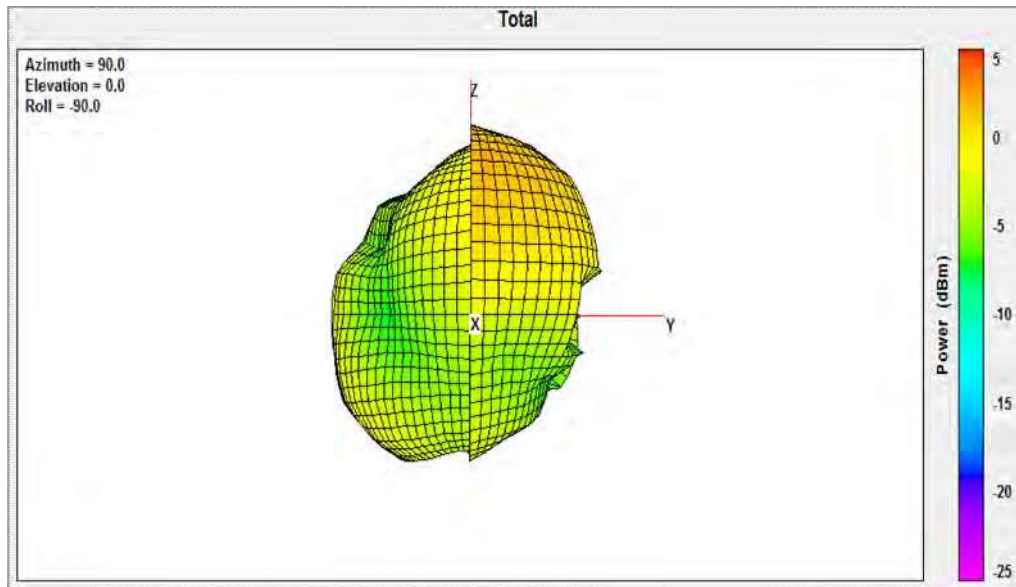 Total
Azimuth = 90.0
Elevation = 0.0
Roll = -90.0
Z
X
Y
5
0
-5
-10
-15
-20
-25
Power (dBm)